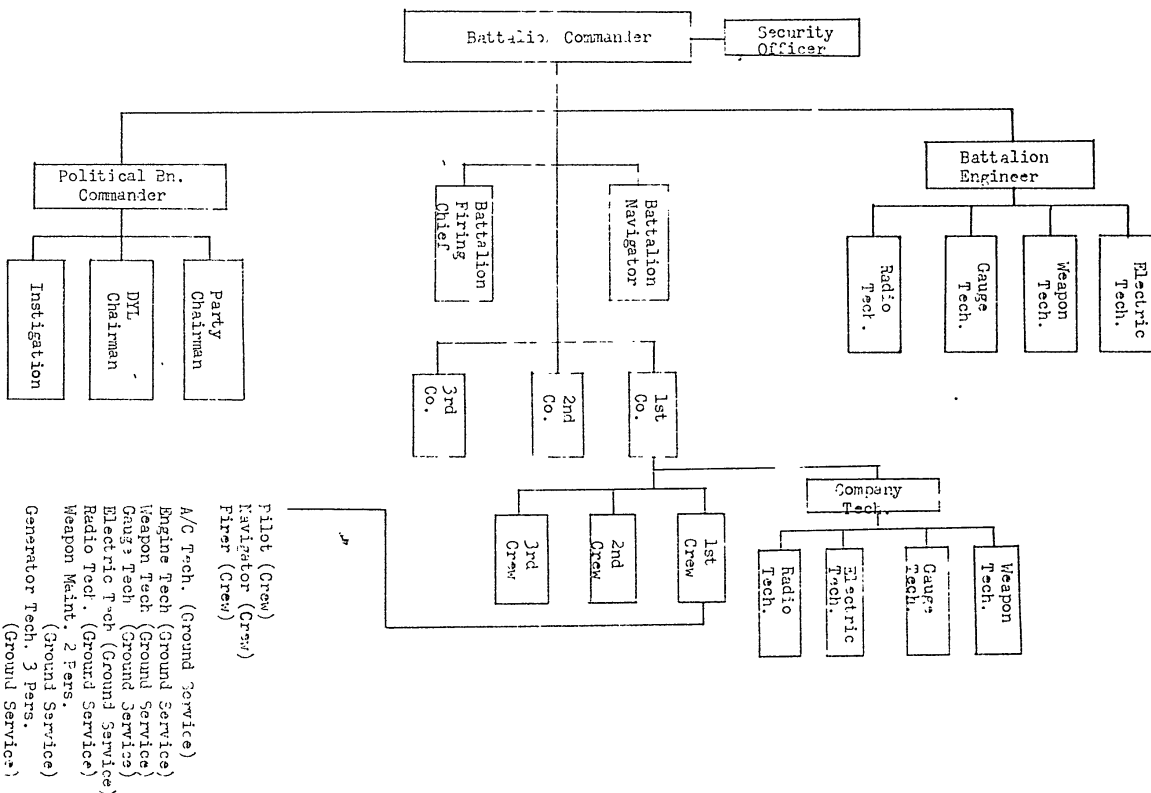 Battalion Commander
Security
Officer
Political Bn.
Commander
Battalion
Firing
Chief
Battalion
Navigator
Battalion
Engineer
Instigation
DYL
Chairman
Party
Chairman
Radio
Tech.
Gauge
Tech.
Weapon
Tech.
Electric
Tech.
3rd
Co.
2nd
Co.
1st
Co.
Company
Tech.
3rd
Crew
2nd
Crew
1st
Crew
Radio
Tech.
Electric
Tech.
Gauge
Tech.
Weapon
Tech.
Pilot (Crew)
Navigator (Crew)
Firer (Crew)
A/C Tech. (Ground Service)
Engine Tech (Ground Service)
Weapon Tech (Ground Service)
Gauge Tech (Ground Service)
Electric Tech (Ground Service)
Radio Tech. (Ground Service)
Weapon Maint. 2 Pers.
(Ground Service)
Generator Tech. 3 Pers.
(Ground Service)